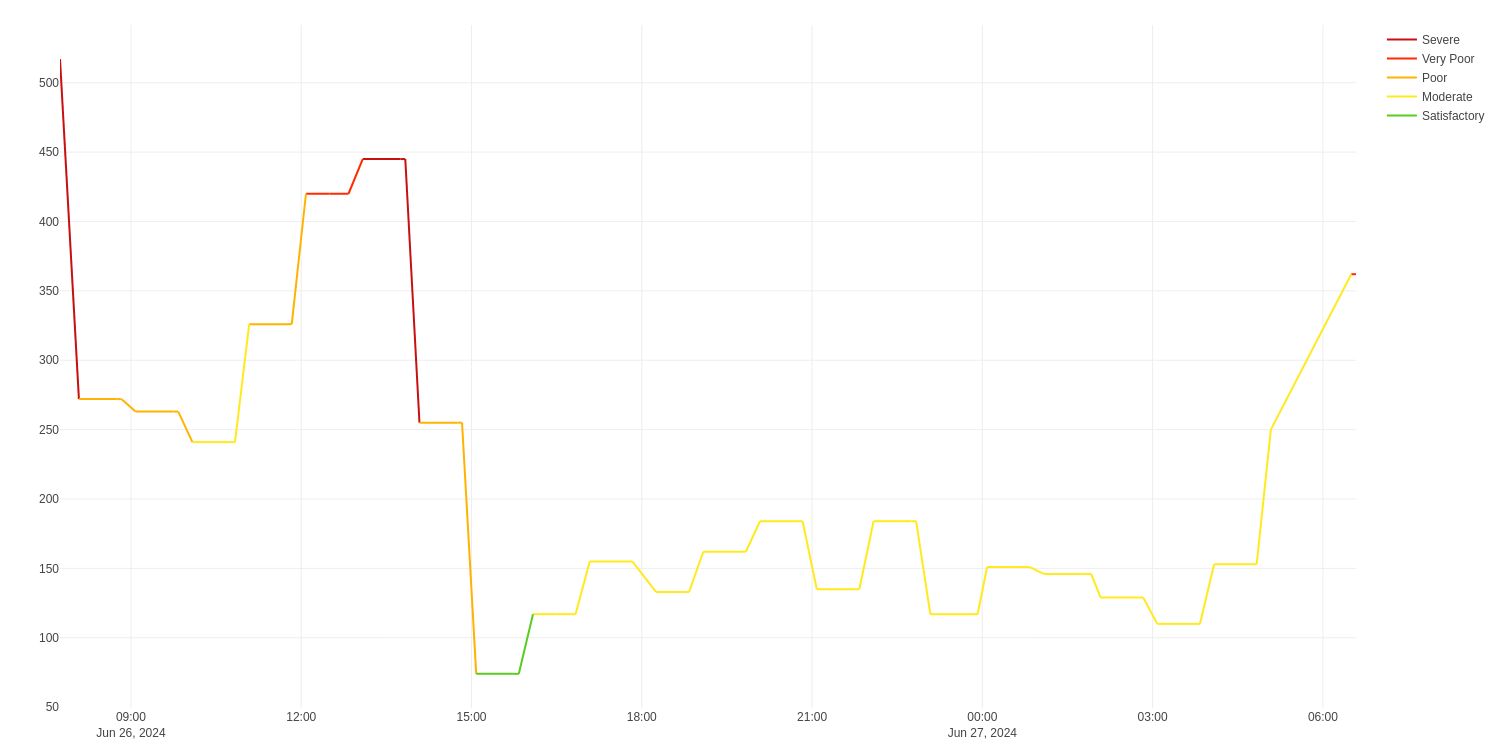 500
450
400
350
300
250
200
150
100
50
09:00
12:00
15:00
18:00
21:00
00:00
03:00
06:00
Jun 26, 2024
Jun 27, 2024
Severe
Very Poor
Poor
Moderate
Satisfactory